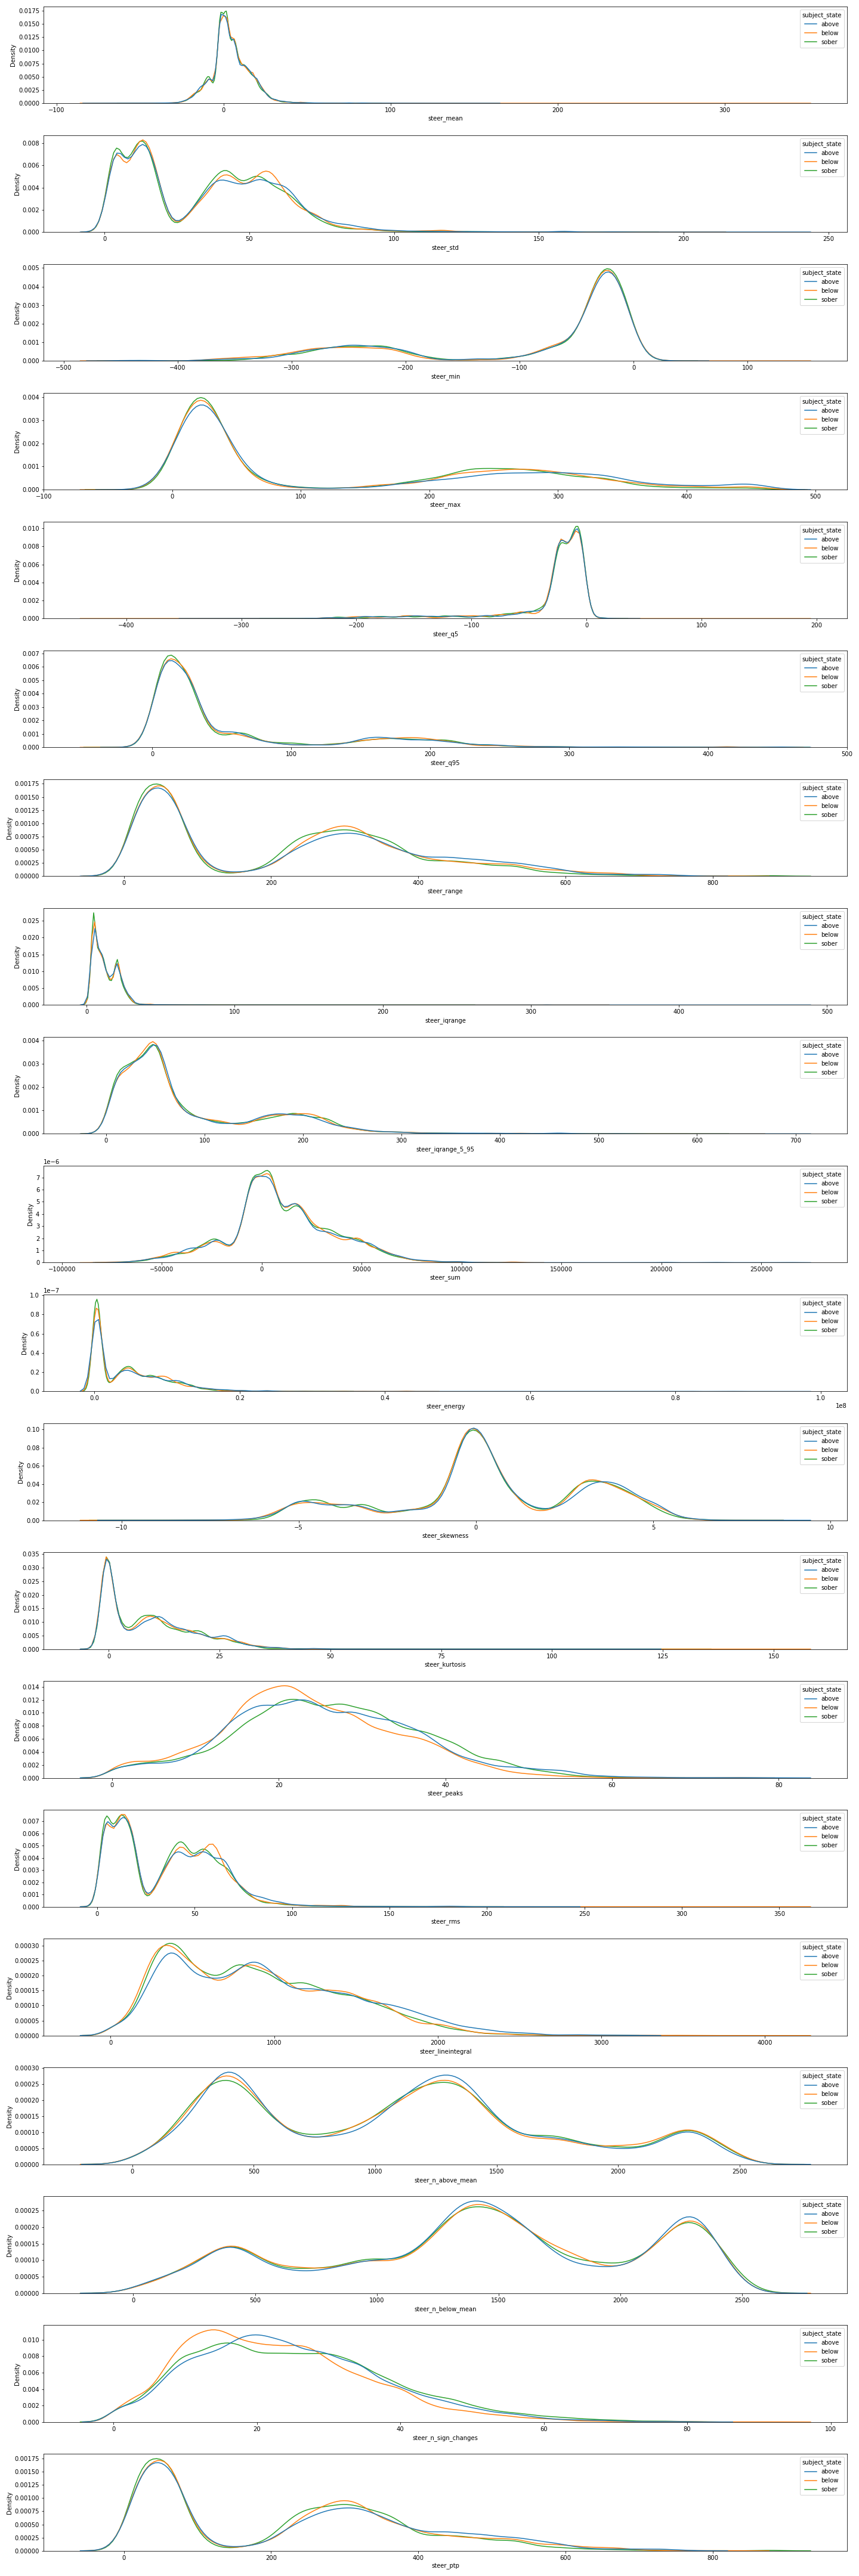 subject_state
above
below
sober
0.0175
0.0150
0.0125
0.0100
0.0075
0.0050
0.0025
0.0000
Density
−100 0 100 200 300
steer_mean
subject_state
above
below
sober
0.008
0.006
0.004
0.002
0.000
Density
0 50 100 150 200 250
steer_std
subject_state
above
below
sober
0.005
0.004
0.003
0.002
0.001
0.000
Density
−500 −400 −300 −200 −100 0 100
steer_min
subject_state
above
below
sober
0.004
0.003
0.002
0.001
0.000
Density
−100 0 100 200 300 400 500
steer_max
subject_state
above
below
sober
0.010
0.008
0.006
0.004
0.002
0.000
Density
−400 −300 −200 −100 0 100 200
steer_q5
subject_state
above
below
sober
0.007
0.006
0.005
0.004
0.003
0.002
0.001
0.000
Density
0 100 200 300 400 500
steer_q95
subject_state
above
below
sober
0.00175
0.00150
0.00125
0.00100
0.00075
0.00050
0.00025
0.00000
Density
0 200 400 600 800
steer_range
subject_state
above
below
sober
0.025
0.020
0.015
0.010
0.005
0.000
Density
0 100 200 300 400 500
steer_iqrange
subject_state
above
below
sober
0.004
0.003
0.002
0.001
0.000
Density
0 100 200 300 400 500 600 700
steer_iqrange_5_95
1e−6
subject_state
above
below
sober
7
6
5
4
3
2
1
0
Density
−100000 −50000 0 50000 100000 150000 200000 250000
steer_sum
1e−7
subject_state
above
below
sober
1.0
0.8
0.6
0.4
0.2
0.0
Density
0.0 0.2 0.4 0.6 0.8 1.0
steer_energy
1e8
subject_state
above
below
sober
0.10
0.08
0.06
0.04
0.02
0.00
Density
−10 −5 0 5 10
steer_skewness
subject_state
above
below
sober
0.035
0.030
0.025
0.020
0.015
0.010
0.005
0.000
Density
0 25 50 75 100 125 150
steer_kurtosis
subject_state
above
below
sober
0.014
0.012
0.010
0.008
0.006
0.004
0.002
0.000
Density
0 20 40 60 80
steer_peaks
subject_state
above
below
sober
0.007
0.006
0.005
0.004
0.003
0.002
0.001
0.000
Density
0 50 100 150 200 250 300 350
steer_rms
subject_state
above
below
sober
0.00030
0.00025
0.00020
0.00015
0.00010
0.00005
0.00000
Density
0 1000 2000 3000 4000
steer_lineintegral
subject_state
above
below
sober
0.00030
0.00025
0.00020
0.00015
0.00010
0.00005
0.00000
Density
0 500 1000 1500 2000 2500
steer_n_above_mean
subject_state
above
below
sober
0.00025
0.00020
0.00015
0.00010
0.00005
0.00000
Density
0 500 1000 1500 2000 2500
steer_n_below_mean
subject_state
above
below
sober
0.010
0.008
0.006
0.004
0.002
0.000
Density
0 20 40 60 80 100
steer_n_sign_changes
subject_state
above
below
sober
0.00175
0.00150
0.00125
0.00100
0.00075
0.00050
0.00025
0.00000
Density
0 200 400 600 800
steer_ptp